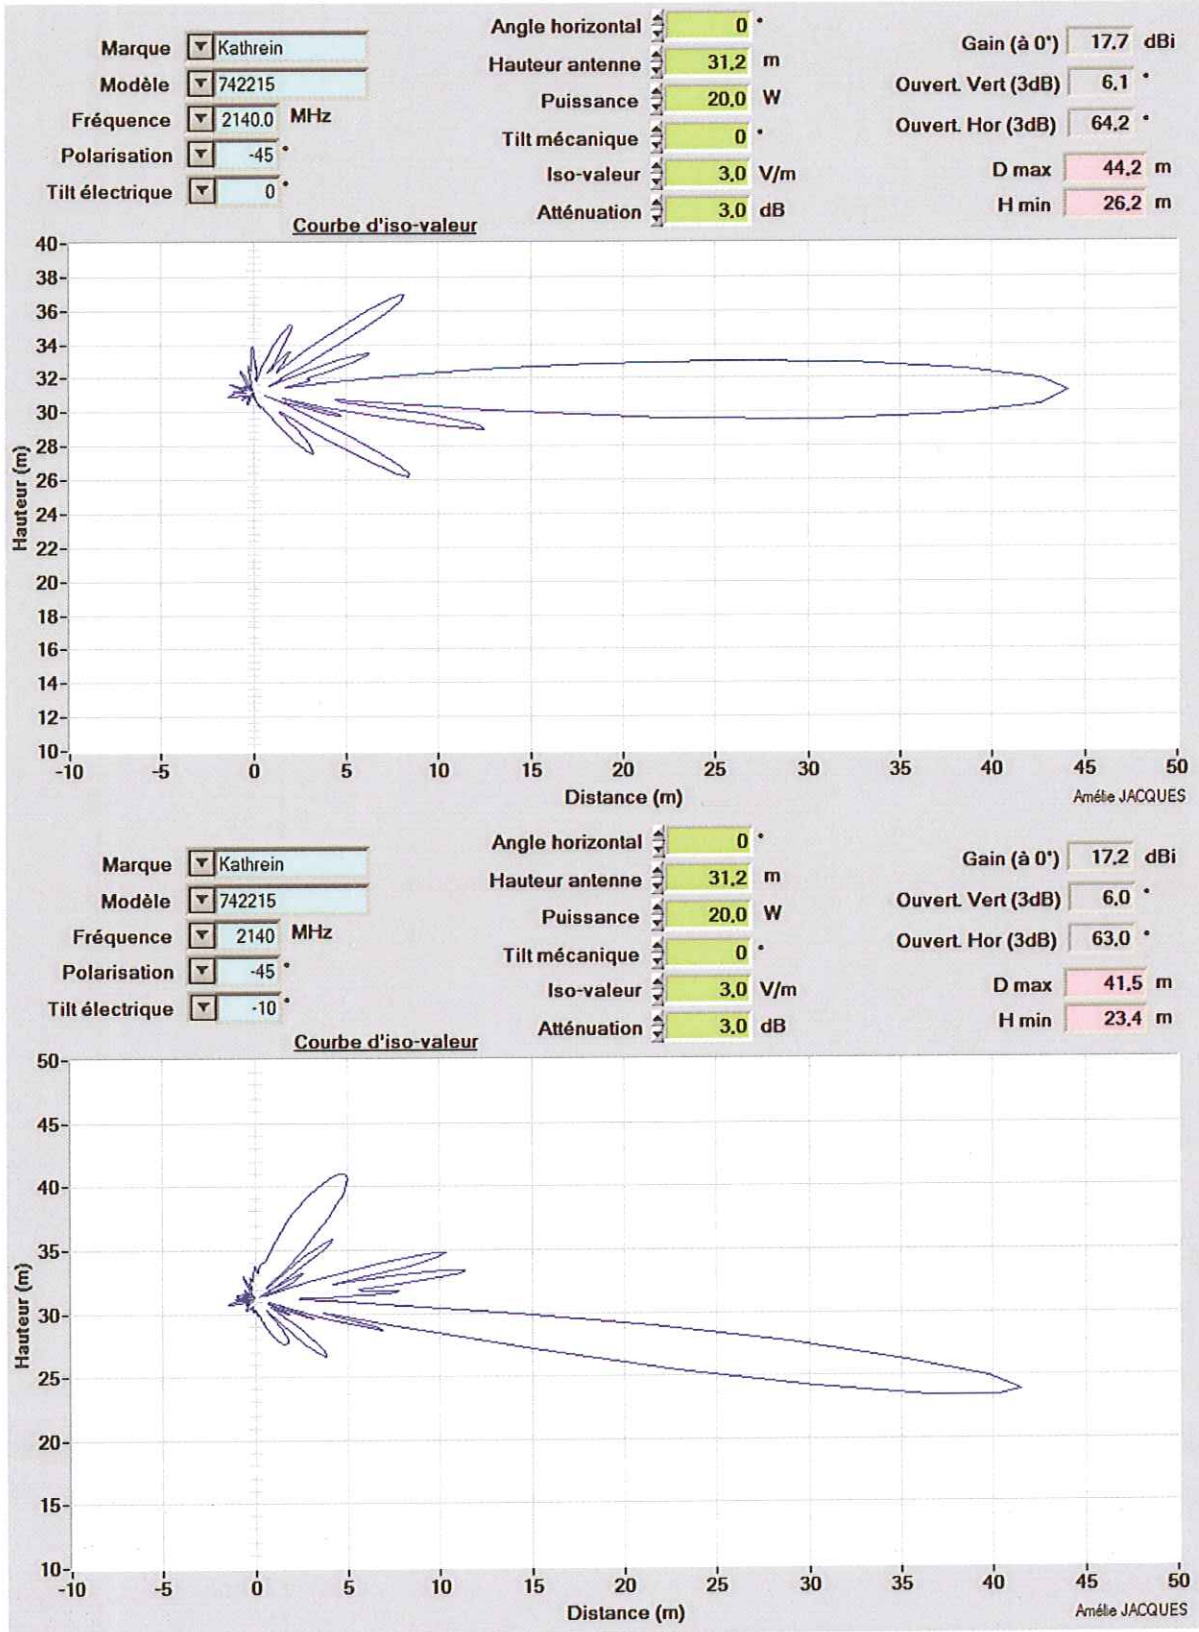 Marque Kathrein
Modèle 742215
Fréquence 2140.0 MHz
Polarisation -45 °
Tilt électrique 0 °
Angle horizontal 0 °
Hauteur antenne 31,2 m
Puissance 20,0 W
Tilt mécanique 0 °
Iso-valeur 3,0 V/m
Atténuation 3,0 dB
Gain (à 0°) 17,7 dBi
Ouvert. Vert (3dB) 6,1 °
Ouvert. Hor (3dB) 64,2 °
D max 44,2 m
H min 26,2 m
Courbe d'iso-valeur
40
38
36
34
32
30
28
26
24
22
20
18
16
14
12
10
Hauteur (m)
-10 -5 0 5 10 15 20 25 30 35 40 45 50
Distance (m)
Amélie JACQUES
Marque Kathrein
Modèle 742215
Fréquence 2140 MHz
Polarisation -45 °
Tilt électrique -10 °
Angle horizontal 0 °
Hauteur antenne 31,2 m
Puissance 20,0 W
Tilt mécanique 0 °
Iso-valeur 3,0 V/m
Atténuation 3,0 dB
Gain (à 0°) 17,2 dBi
Ouvert. Vert (3dB) 6,0 °
Ouvert. Hor (3dB) 63,0 °
D max 41,5 m
H min 23,4 m
Courbe d'iso-valeur
50
45
40
35
30
25
20
15
10
Hauteur (m)
-10 -5 0 5 10 15 20 25 30 35 40 45 50
Distance (m)
Amélie JACQUES